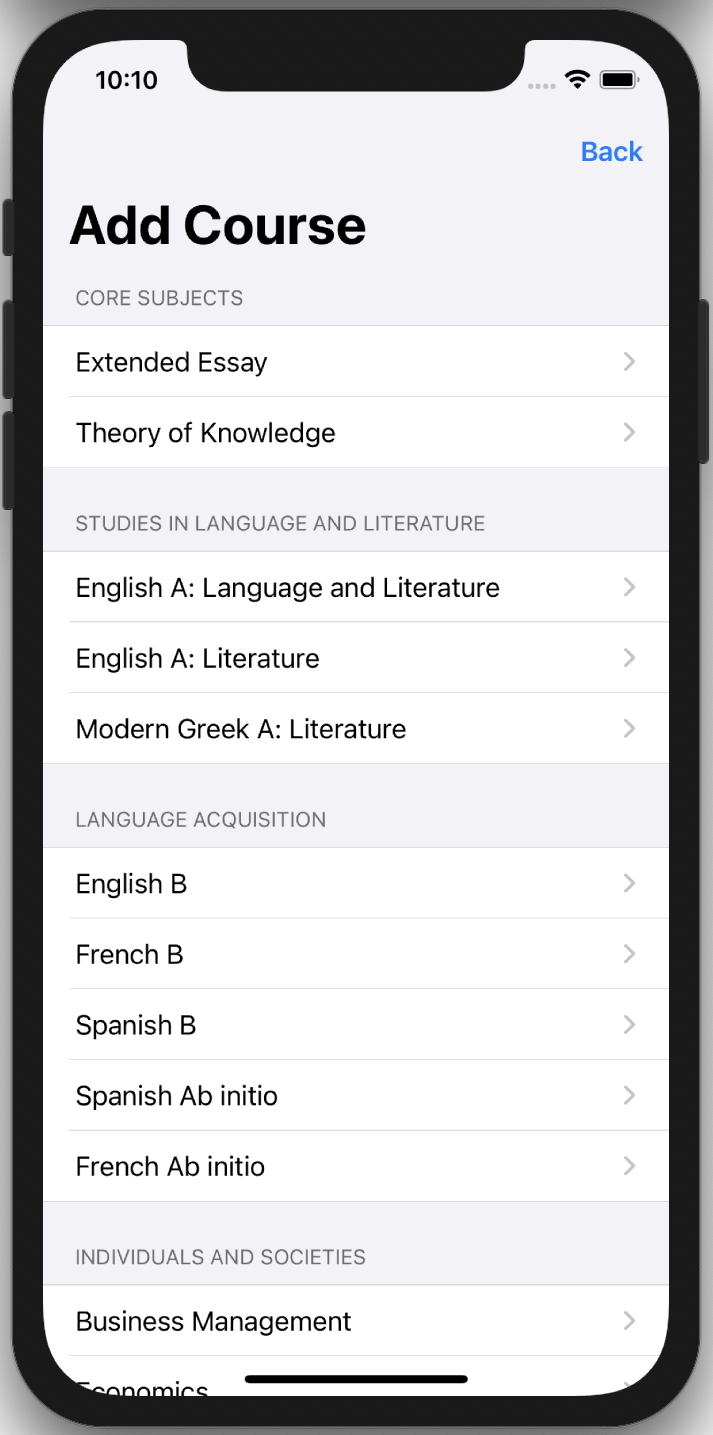 10:10
Back
Add Course
CORE SUBJECTS
Extended Essay
Theory of Knowledge
STUDIES IN LANGUAGE AND LITERATURE
English A: Language and Literature
English A: Literature
Modern Greek A: Literature
LANGUAGE ACQUISITION
English B
French B
Spanish B
Spanish Ab initio
French Ab initio
INDIVIDUALS AND SOCIETIES
Business Management
Economics